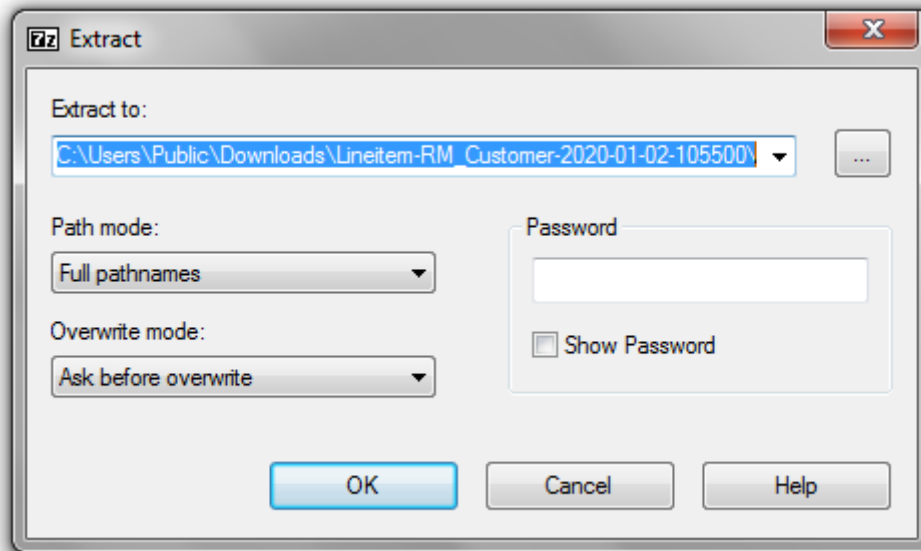 7z Extract
Extract to:
C:\Users\Public\Downloads\Lineitem-RM_Customer-2020-01-02-105500\
...
Path mode:
Full pathnames
Password
Overwrite mode:
Show Password
Ask before overwrite
OK Cancel Help